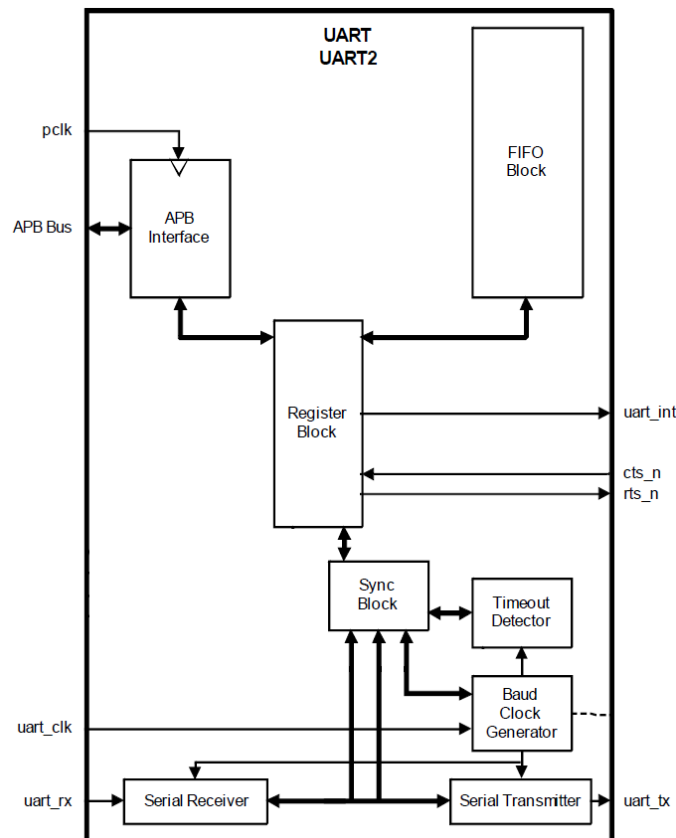 UART
UART2
pclk
FIFO
Block
APB Bus
APB
Interface
Register
Block
uart_int
cts_n
rts_n
Sync
Block
Timeout
Detector
uart_clk
Baud
Clock
Generator
uart_rx
Serial Receiver
Serial Transmitter
uart_tx